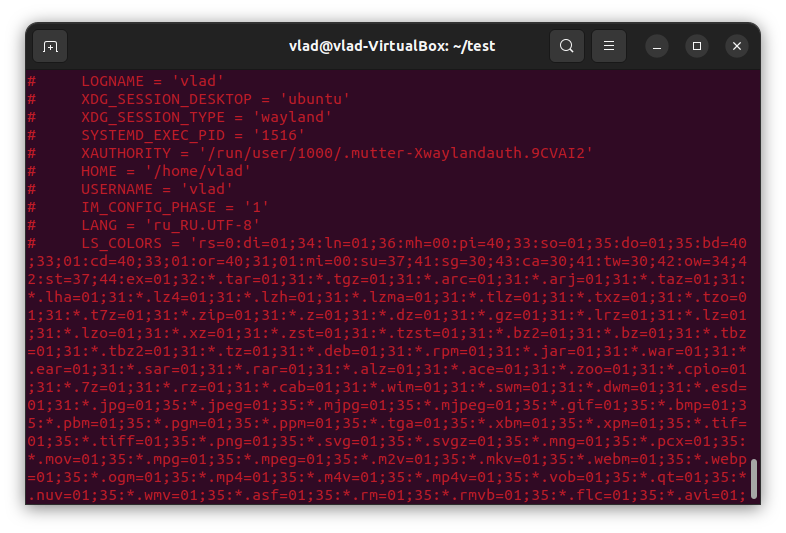 vlad@vlad-VirtualBox: ~/test
#     LOGNAME = 'vlad'
#     XDG_SESSION_DESKTOP = 'ubuntu'
#     XDG_SESSION_TYPE = 'wayland'
#     SYSTEMD_EXEC_PID = '1516'
#     XAUTHORITY = '/run/user/1000/.mutter-Xwaylandauth.9CVAI2'
#     HOME = '/home/vlad'
#     USERNAME = 'vlad'
#     IM_CONFIG_PHASE = '1'
#     LANG = 'ru_RU.UTF-8'
#     LS_COLORS = 'rs=0:di=01;34:ln=01;36:mh=00:pi=40;33:so=01;35:do=01;35:bd=40
;33;01:cd=40;33;01:or=40;31;01:mi=00:su=37;41:sg=30;43:ca=30;41:tw=30;42:ow=34;4
2:st=37;44:ex=01;32:*.tar=01;31:*.tgz=01;31:*.arc=01;31:*.arj=01;31:*.taz=01;31:
*.lha=01;31:*.lz4=01;31:*.lzh=01;31:*.lzma=01;31:*.tlz=01;31:*.txz=01;31:*.tzo=0
1;31:*.t7z=01;31:*.zip=01;31:*.z=01;31:*.dz=01;31:*.gz=01;31:*.lrz=01;31:*.lz=01
;31:*.lzo=01;31:*.xz=01;31:*.zst=01;31:*.tzst=01;31:*.bz2=01;31:*.bz=01;31:*.tbz
=01;31:*.tbz2=01;31:*.tz=01;31:*.deb=01;31:*.rpm=01;31:*.jar=01;31:*.war=01;31:*
.ear=01;31:*.sar=01;31:*.rar=01;31:*.alz=01;31:*.ace=01;31:*.zoo=01;31:*.cpio=01
;31:*.7z=01;31:*.rz=01;31:*.cab=01;31:*.wim=01;31:*.swm=01;31:*.dwm=01;31:*.esd=
01;31:*.jpg=01;35:*.jpeg=01;35:*.mjpg=01;35:*.mjpeg=01;35:*.gif=01;35:*.bmp=01;3
5:*.pbm=01;35:*.pgm=01;35:*.ppm=01;35:*.tga=01;35:*.xbm=01;35:*.xpm=01;35:*.tif=
01;35:*.tiff=01;35:*.png=01;35:*.svg=01;35:*.svgz=01;35:*.mng=01;35:*.pcx=01;35:
*.mov=01;35:*.mpg=01;35:*.mpeg=01;35:*.m2v=01;35:*.mkv=01;35:*.webm=01;35:*.webp
=01;35:*.ogm=01;35:*.mp4=01;35:*.m4v=01;35:*.mp4v=01;35:*.vob=01;35:*.qt=01;35:*
.nuv=01;35:*.wmv=01;35:*.asf=01;35:*.rm=01;35:*.rmvb=01;35:*.flc=01;35:*.avi=01;